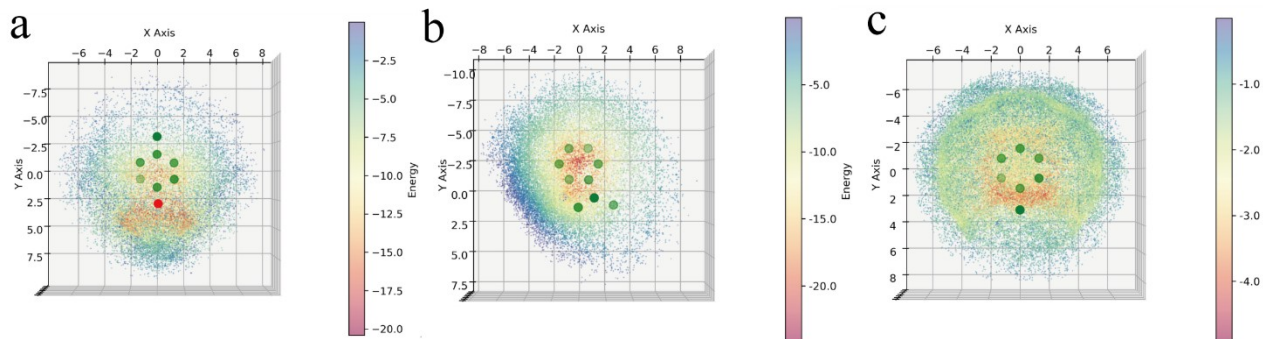 a
X Axis
−6 −4 −2 0 2 4 6 8
−7.5
−5.0
−2.5
0.0
2.5
5.0
7.5
Y Axis
−2.5
−5.0
−7.5
−10.0
−12.5
−15.0
−17.5
−20.0
Energy
b
X Axis
−8 −6 −4 −2 0 2 4 6 8
−10.0
−7.5
−5.0
−2.5
0.0
2.5
5.0
7.5
Y Axis
−5.0
−10.0
−15.0
−20.0
Energy
c
X Axis
−6 −4 −2 0 2 4 6
−6
−4
−2
0
2
4
6
8
Y Axis
−1.0
−2.0
−3.0
−4.0